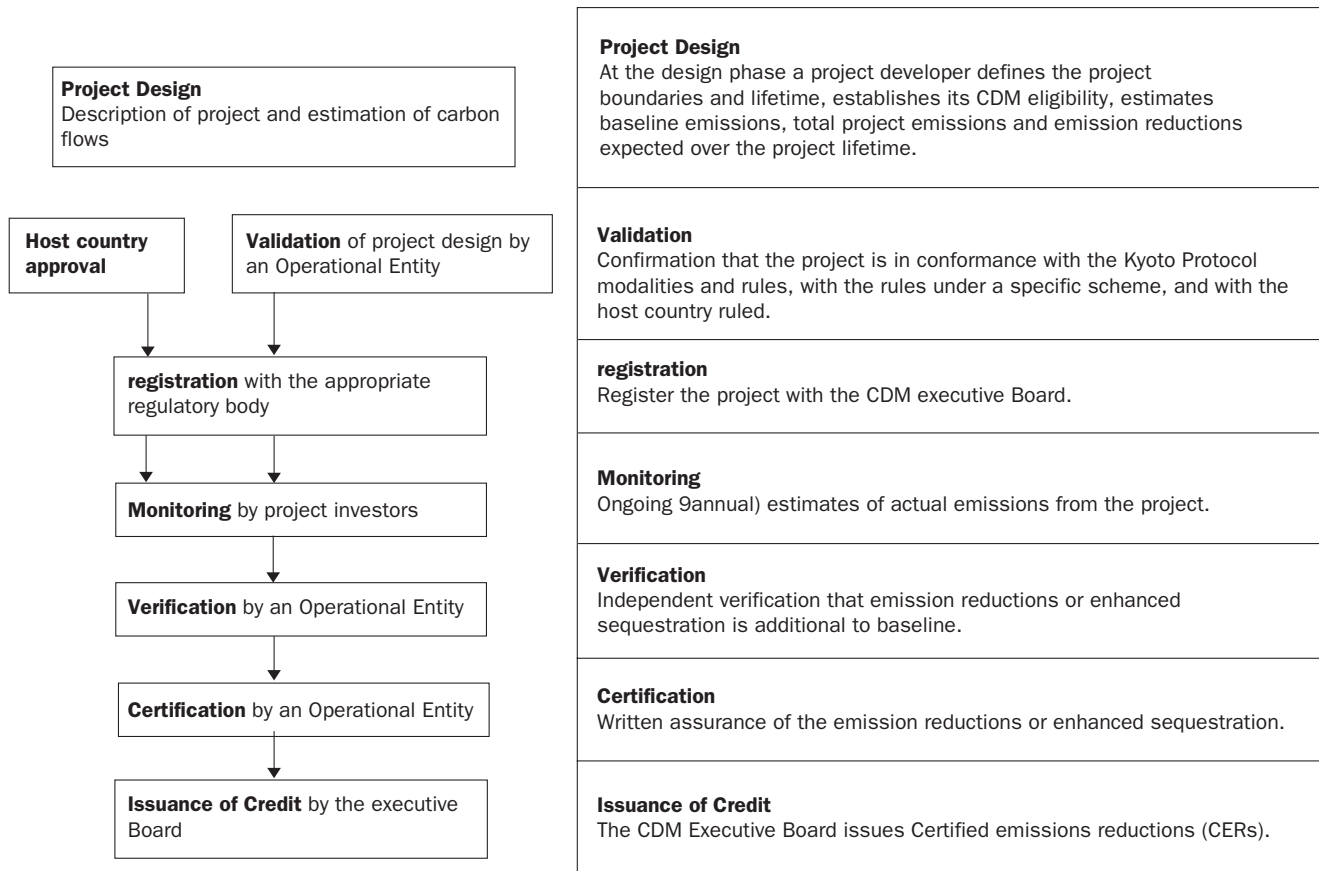 Project Design
Description of project and estimation of carbon
flows
Host country
approval
Validation of project design by
an Operational Entity
registration with the appropriate
regulatory body
Monitoring by project investors
Verification by an Operational Entity
Certification by an Operational Entity
Issuance of Credit by the executive
Board
Project Design
At the design phase a project developer defines the project
boundaries and lifetime, establishes its CDM eligibility, estimates
baseline emissions, total project emissions and emission reductions
expected over the project lifetime.
Validation
Confirmation that the project is in conformance with the Kyoto Protocol
modalities and rules, with the rules under a specific scheme, and with the
host country ruled.
registration
Register the project with the CDM executive Board.
Monitoring
Ongoing 9annual) estimates of actual emissions from the project.
Verification
Independent verification that emission reductions or enhanced
sequestration is additional to baseline.
Certification
Written assurance of the emission reductions or enhanced sequestration.
Issuance of Credit
The CDM Executive Board issues Certified emissions reductions (CERs).